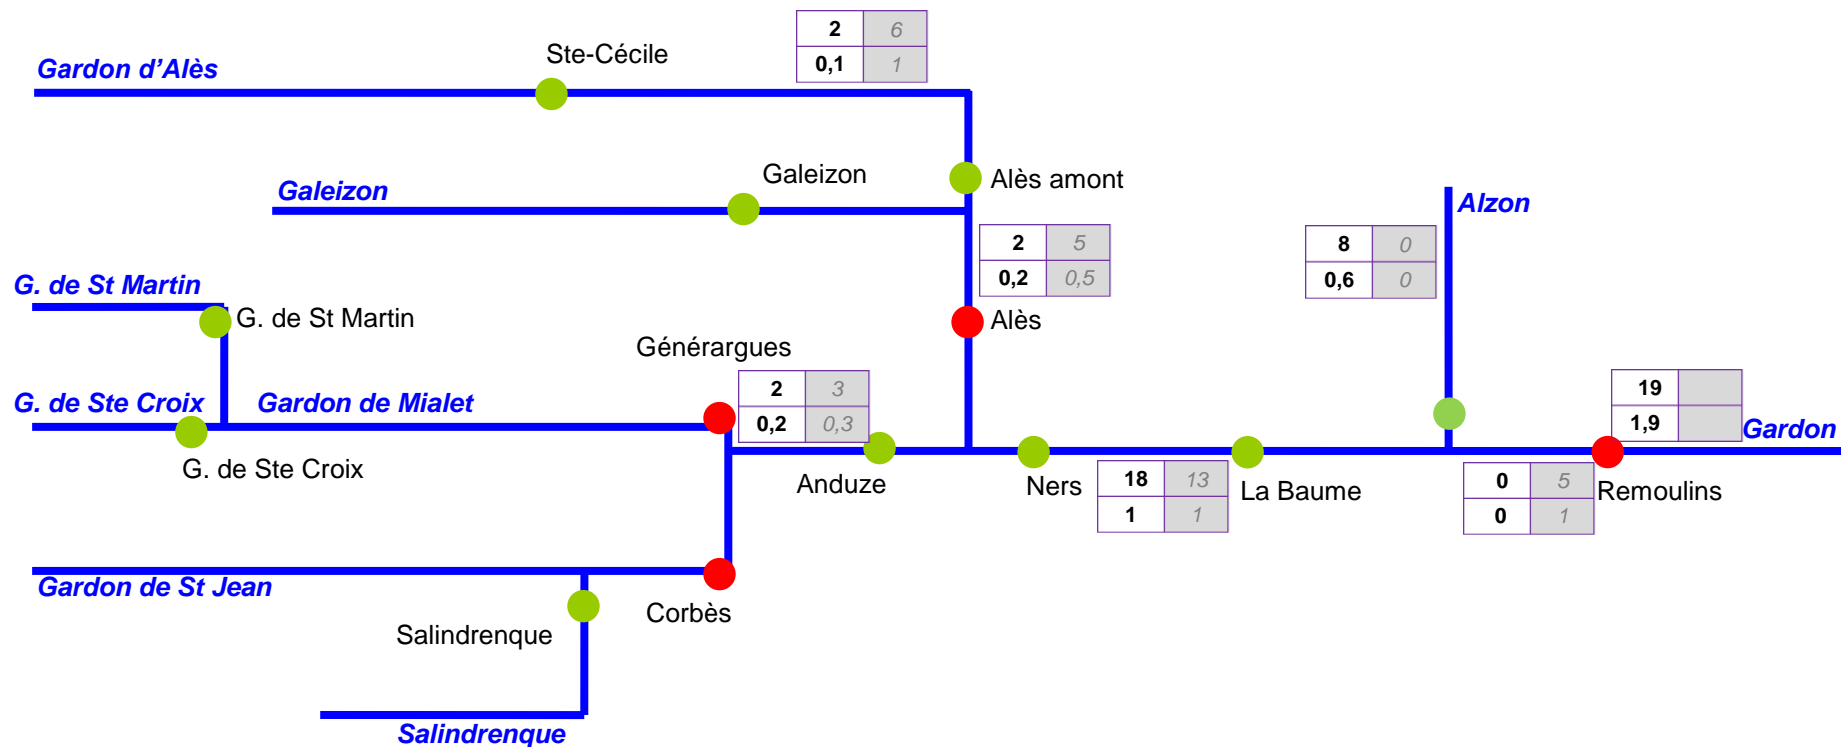 2 6
Ste-Cécile
0,1 1
Gardon d'Alès
Galeizon
Alès amont
Galeizon
Alzon
2 5
8 0
0,2 0,5
0,6 0
G. de St Martin
G. de St Martin
Alès
Générargues
2 3
19
G. de Ste Croix
Gardon de Mialet
0,2 0,3
1,9
Gardon
G. de Ste Croix
Anduze
Ners
18 13
La Baume
0 5
Remoulins
1 1
0 1
Gardon de St Jean
Corbès
Salindrenque
Salindrenque